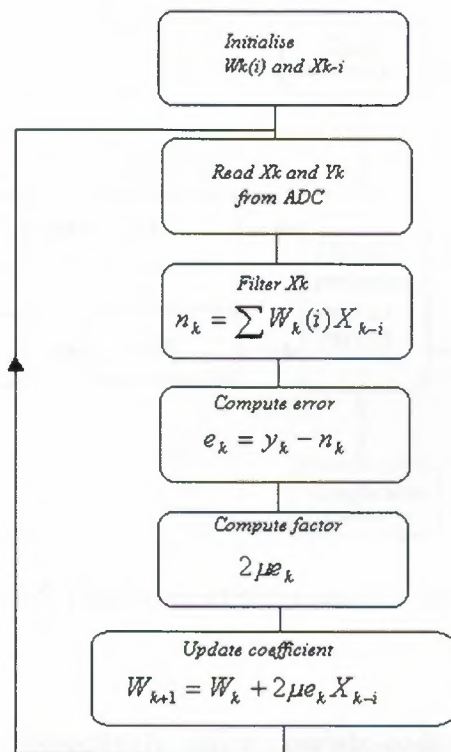 Initialise
Wk(i) and Xk-i
Read Xk and Yk
from ADC
Filter Xk
n_k = ∑ W_k(i) X_{k-i}
Compute error
e_k = y_k − n_k
Compute factor
2μe_k
Update coefficient
W_{k+1} = W_k + 2μe_k X_{k-i}